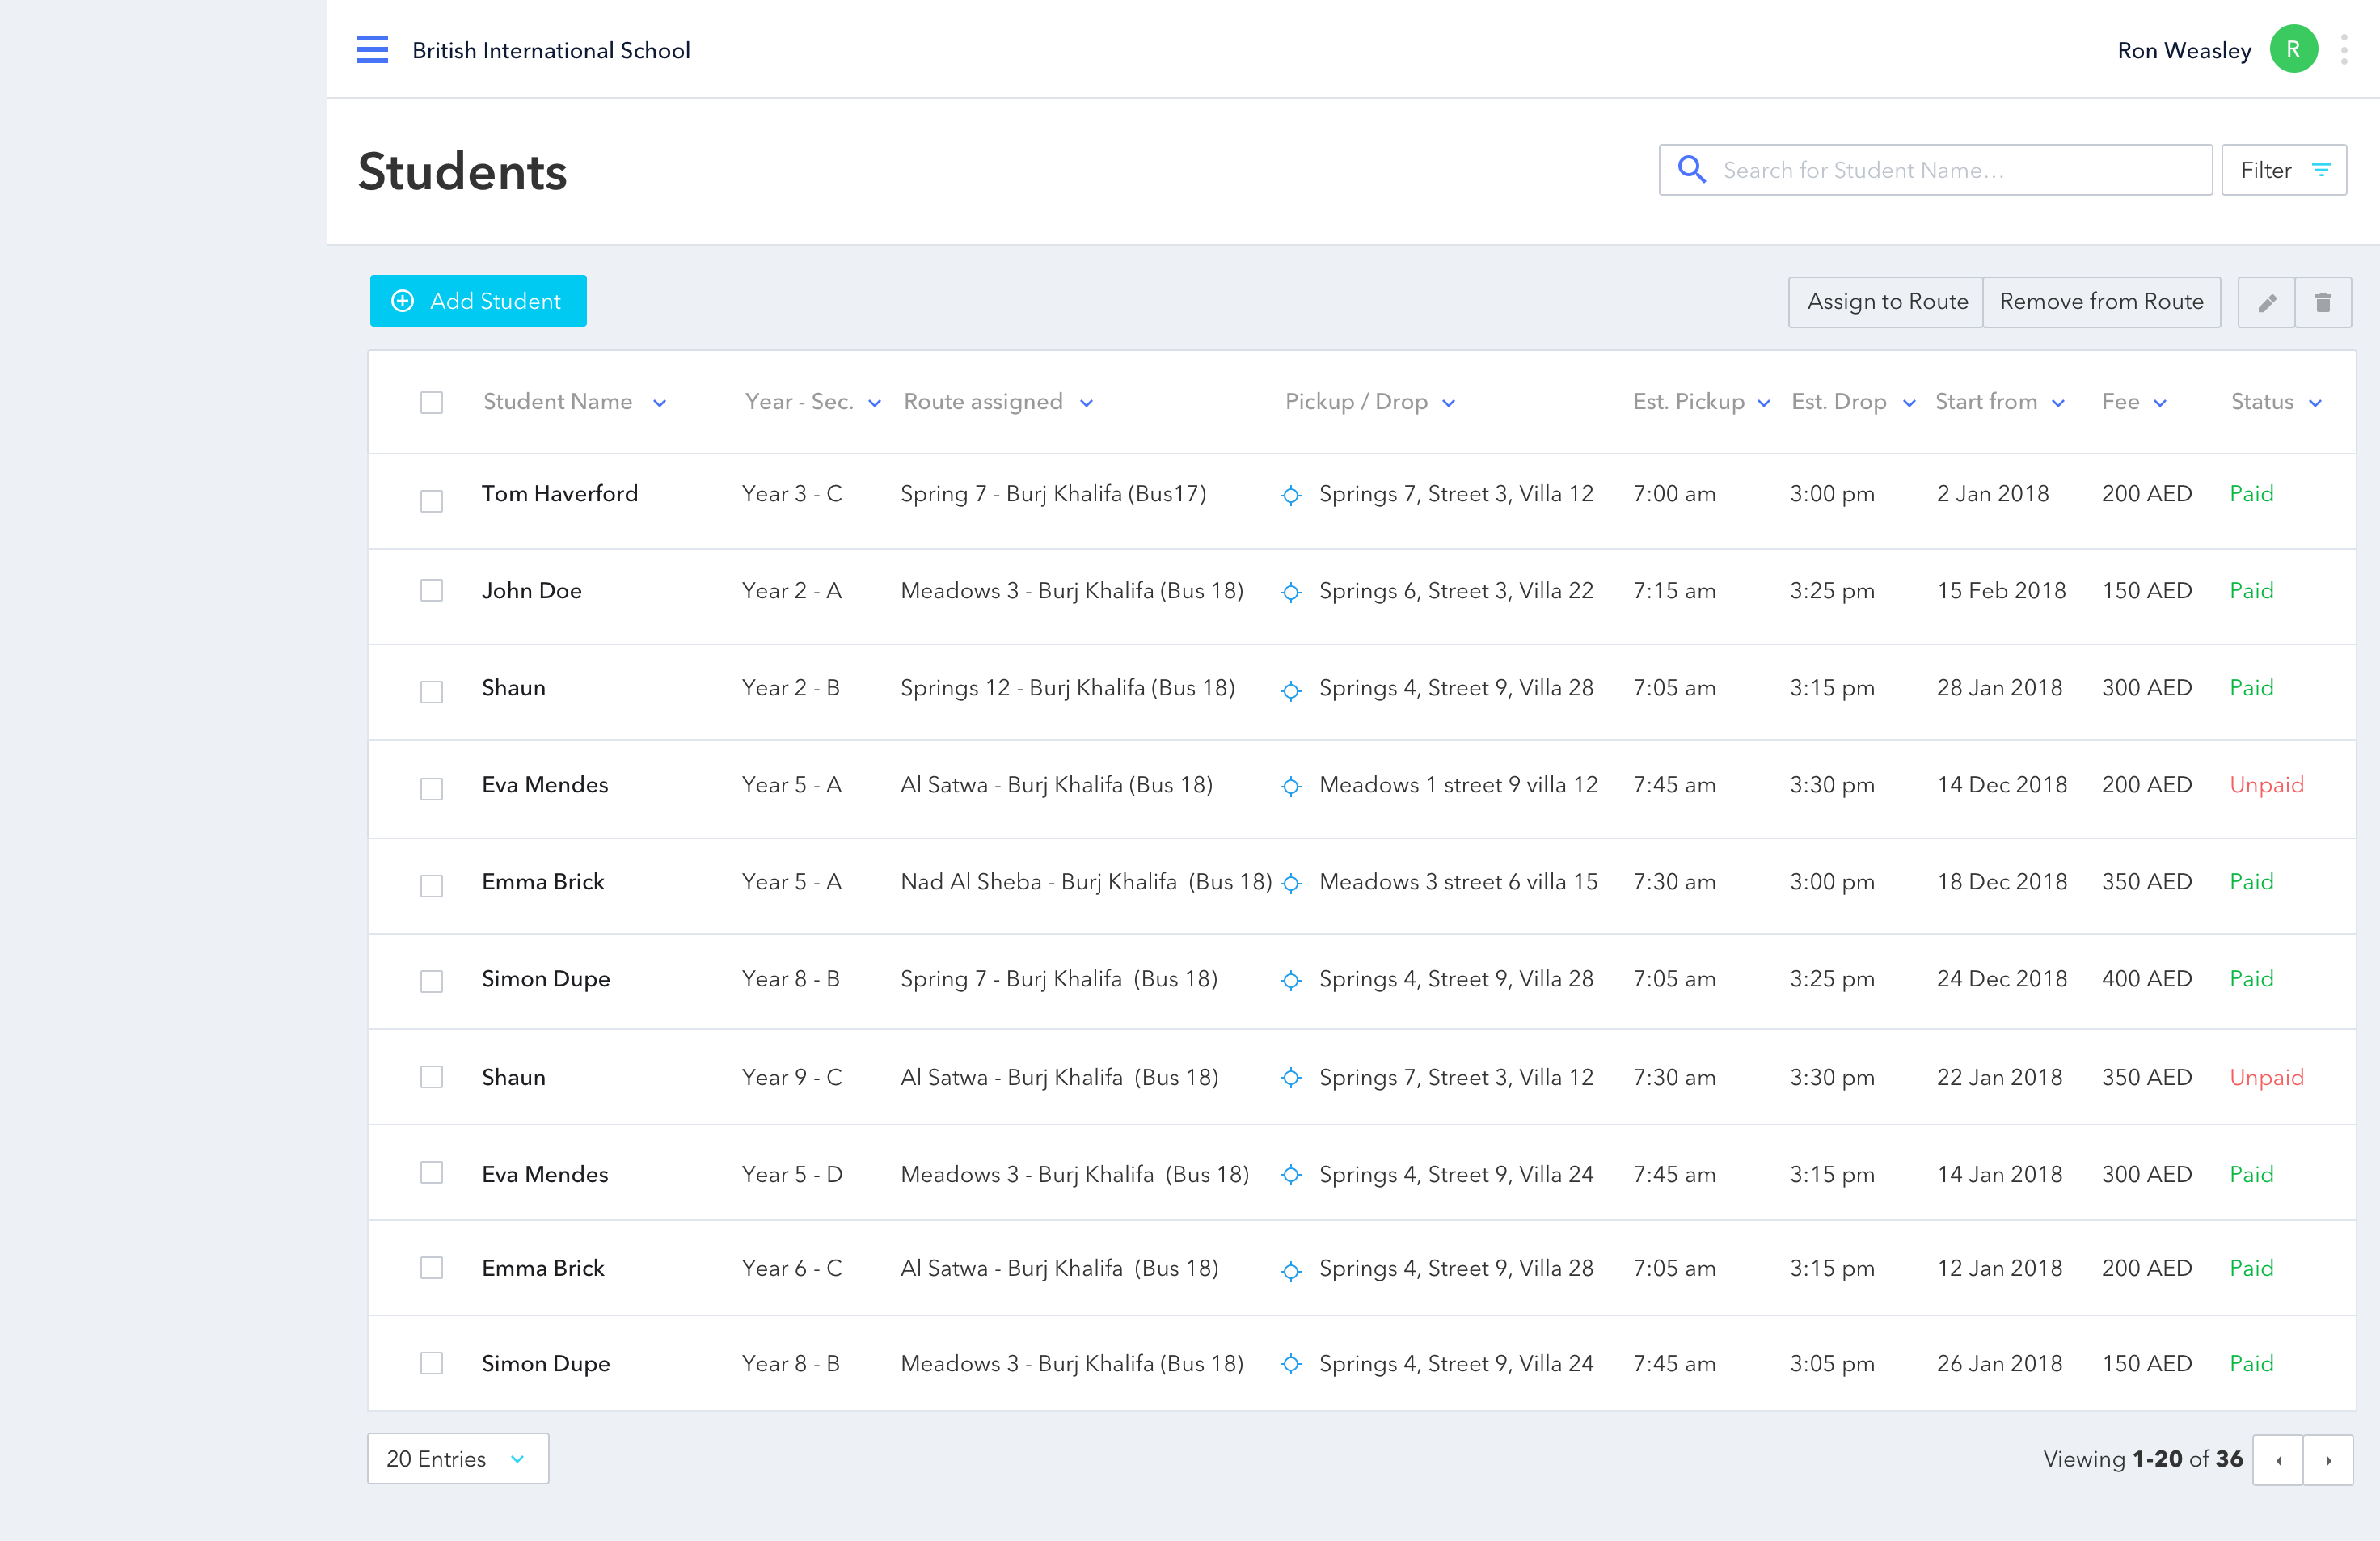 British International School
Ron Weasley R
Students
Search for Student Name...
Filter
Add Student
Assign to Route Remove from Route
Student Name Year - Sec. Route assigned Pickup / Drop Est. Pickup Est. Drop Start from Fee Status
Tom Haverford Year 3 - C Spring 7 - Burj Khalifa (Bus17) Springs 7, Street 3, Villa 12 7:00 am 3:00 pm 2 Jan 2018 200 AED Paid
John Doe Year 2 - A Meadows 3 - Burj Khalifa (Bus 18) Springs 6, Street 3, Villa 22 7:15 am 3:25 pm 15 Feb 2018 150 AED Paid
Shaun Year 2 - B Springs 12 - Burj Khalifa (Bus 18) Springs 4, Street 9, Villa 28 7:05 am 3:15 pm 28 Jan 2018 300 AED Paid
Eva Mendes Year 5 - A Al Satwa - Burj Khalifa (Bus 18) Meadows 1 street 9 villa 12 7:45 am 3:30 pm 14 Dec 2018 200 AED Unpaid
Emma Brick Year 5 - A Nad Al Sheba - Burj Khalifa (Bus 18) Meadows 3 street 6 villa 15 7:30 am 3:00 pm 18 Dec 2018 350 AED Paid
Simon Dupe Year 8 - B Spring 7 - Burj Khalifa (Bus 18) Springs 4, Street 9, Villa 28 7:05 am 3:25 pm 24 Dec 2018 400 AED Paid
Shaun Year 9 - C Al Satwa - Burj Khalifa (Bus 18) Springs 7, Street 3, Villa 12 7:30 am 3:30 pm 22 Jan 2018 350 AED Unpaid
Eva Mendes Year 5 - D Meadows 3 - Burj Khalifa (Bus 18) Springs 4, Street 9, Villa 24 7:45 am 3:15 pm 14 Jan 2018 300 AED Paid
Emma Brick Year 6 - C Al Satwa - Burj Khalifa (Bus 18) Springs 4, Street 9, Villa 28 7:05 am 3:15 pm 12 Jan 2018 200 AED Paid
Simon Dupe Year 8 - B Meadows 3 - Burj Khalifa (Bus 18) Springs 4, Street 9, Villa 24 7:45 am 3:05 pm 26 Jan 2018 150 AED Paid
20 Entries
Viewing 1-20 of 36